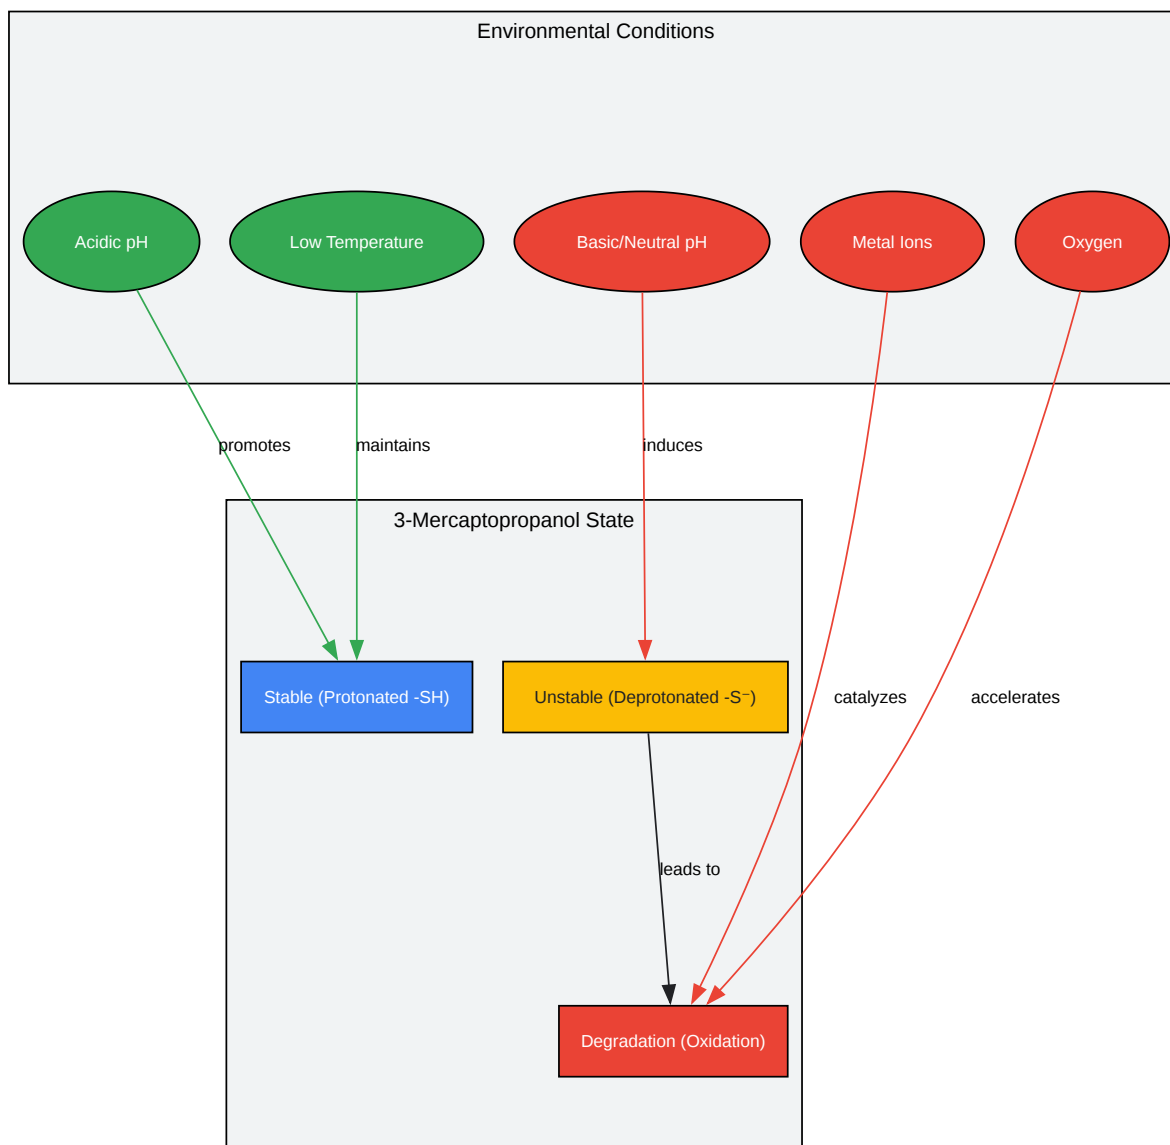 Environmental Conditions
Acidic pH
Low Temperature
Basic/Neutral pH
Metal Ions
Oxygen
promotes
maintains
induces
3-Mercaptopropanol State
Stable (Protonated -SH)
Unstable (Deprotonated -S⁻)
catalyzes
accelerates
leads to
Degradation (Oxidation)